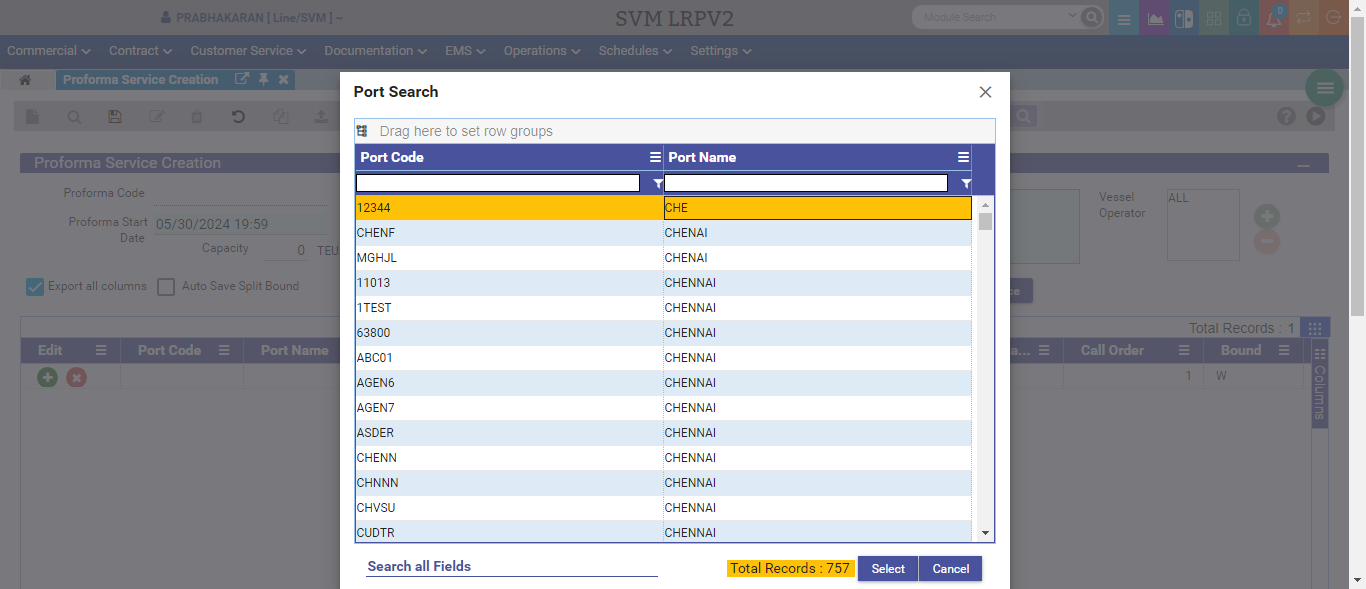 PRABHAKARAN [ Line/SVM ] ~
SVM LRPV2
Module Search
0
Commercial
Contract
Customer Service
Documentation
EMS
Operations
Schedules
Settings
Proforma Service Creation
Port Search
Drag here to set row groups
Port Code
Port Name
12344 CHE
CHENF CHENAI
MGHJL CHENAI
11013 CHENNAI
1TEST CHENNAI
63800 CHENNAI
ABC01 CHENNAI
AGEN6 CHENNAI
AGEN7 CHENNAI
ASDER CHENNAI
CHENN CHENNAI
CHNNN CHENNAI
CHVSU CHENNAI
CUDTR CHENNAI
Search all Fields
Total Records : 757
Select
Cancel
Proforma Service Creation
Proforma Code
Proforma Start
Date
05/30/2024 19:59
Capacity
0
TEU
Vessel
Operator
ALL
Export all columns
Auto Save Split Bound
Total Records : 1
Edit
Port Code
Port Name
Call Order
Bound
1
W
Columns